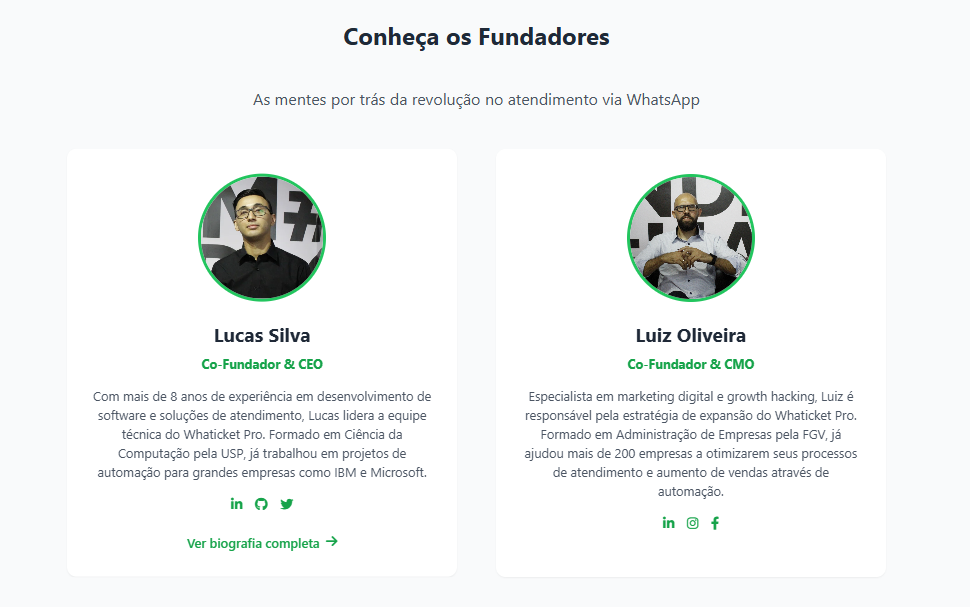 Conheça os Fundadores
As mentes por trás da revolução no atendimento via WhatsApp
Lucas Silva
Co-Fundador & CEO
Com mais de 8 anos de experiência em desenvolvimento de
software e soluções de atendimento, Lucas lidera a equipe
técnica do Whaticket Pro. Formado em Ciência da
Computação pela USP, já trabalhou em projetos de
automação para grandes empresas como IBM e Microsoft.
Ver biografia completa →
Luiz Oliveira
Co-Fundador & CMO
Especialista em marketing digital e growth hacking, Luiz é
responsável pela estratégia de expansão do Whaticket Pro.
Formado em Administração de Empresas pela FGV, já
ajudou mais de 200 empresas a otimizarem seus processos
de atendimento e aumento de vendas através de
automação.